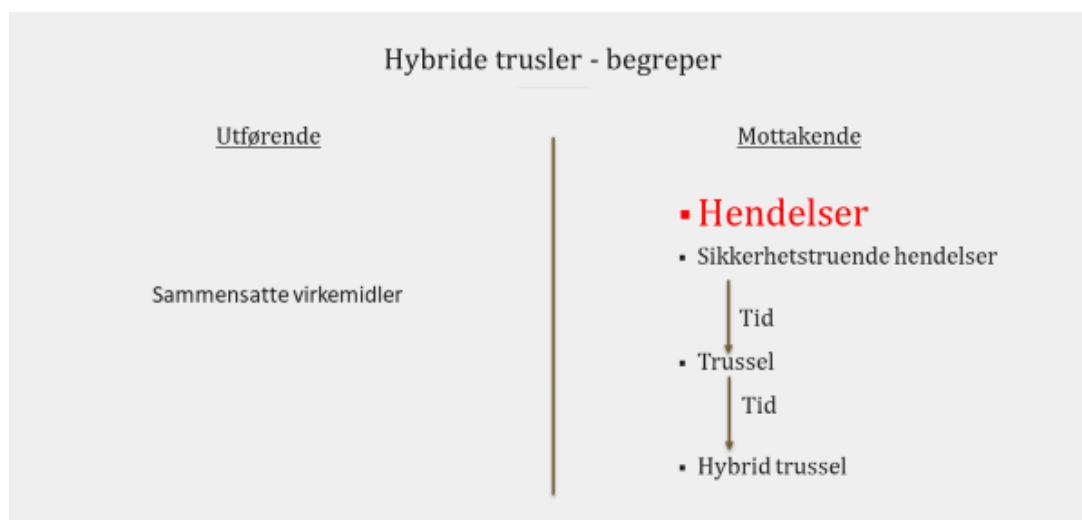 Hybride trusler - begreper
Utførende
Sammensatte virkemidler
Mottakende
▪ Hendelser
▪ Sikkerhetstruende hendelser
Tid
▪ Trussel
Tid
▪ Hybrid trussel